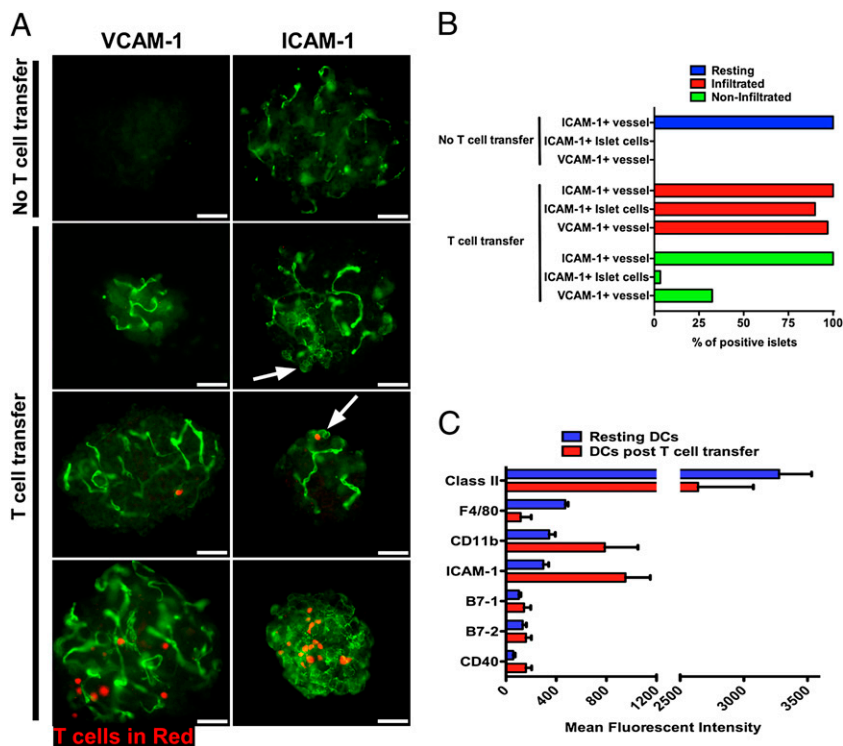 A
VCAM-1
ICAM-1
No T cell transfer
T cell transfer
T cells in Red
B
Resting
Infiltrated
Non-Infiltrated
No T cell transfer
ICAM-1+ vessel
ICAM-1+ Islet cells
VCAM-1+ vessel
T cell transfer
ICAM-1+ vessel
ICAM-1+ Islet cells
VCAM-1+ vessel
ICAM-1+ vessel
ICAM-1+ Islet cells
VCAM-1+ vessel
0 25 50 75 100
% of positive islets
C
Resting DCs
DCs post T cell transfer
Class II
F4/80
CD11b
ICAM-1
B7-1
B7-2
CD40
0 400 800 1200 2500 3000 3500
Mean Fluorescent Intensity